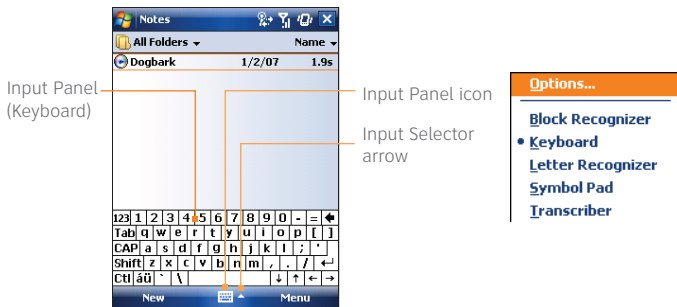 Notes
All Folders
Name
Dogbark 1/2/07 1.9s
Input Panel
(Keyboard)
Input Panel icon
Input Selector
arrow
123 1 2 3 4 5 6 7 8 9 0 - =
Tab q w e r t y u i o p [ ]
CAP a s d f g h j k l ; '
Shift z x c v b n m , . /
Ctl áü ` \ ↓ ↑ ← →
New Menu
Options...
Block Recognizer
Keyboard
Letter Recognizer
Symbol Pad
Transcriber